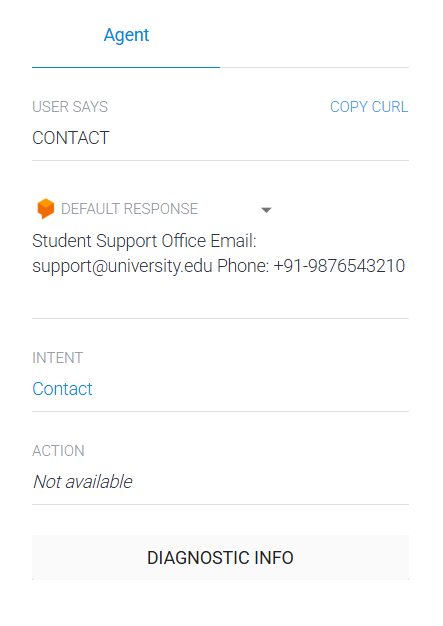 Agent
USER SAYS
COPY CURL
CONTACT
DEFAULT RESPONSE
Student Support Office Email:
support@university.edu Phone: +91-9876543210
INTENT
Contact
ACTION
Not available
DIAGNOSTIC INFO